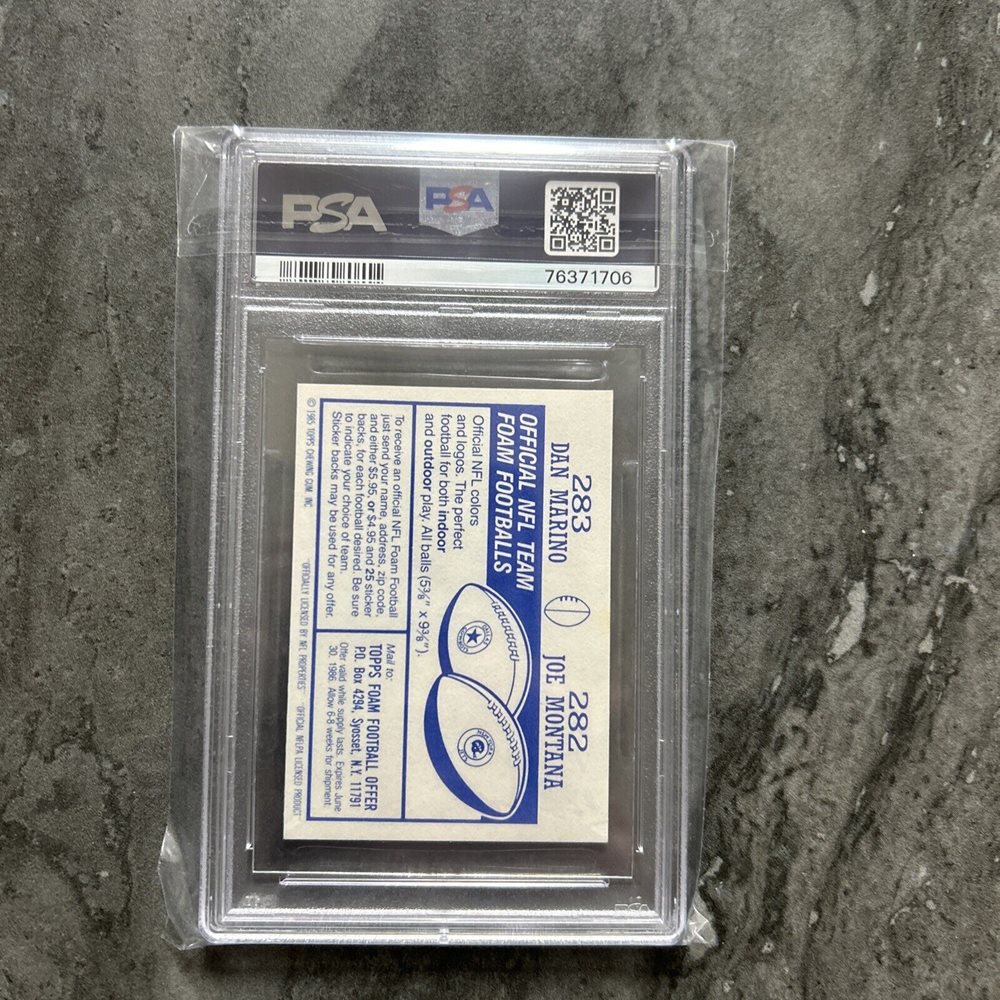 PSA
PSA
76371706
283
DAN MARINO
282
JOE MONTANA
OFFICIAL NFL TEAM
FOAM FOOTBALLS
Official NFL colors
and logos. The perfect
football for both indoor
and outdoor play. All balls (5⅜" x 9⅜").
To receive an official NFL Foam Football
just send your name, address, zip code,
and either $5.95, or $4.95 and 25 sticker
backs, for each football desired. Be sure
to indicate your choice of team.
Sticker backs may be used for any offer.
Mail to:
TOPPS FOAM FOOTBALL OFFER
P.O. Box 4294, Syosset, N.Y. 11791
Offer valid while supply lasts. Expires June
30, 1986. Allow 6-8 weeks for shipment.
© 1985 TOPPS CHEWING GUM, INC.
"OFFICIALLY LICENSED BY NFL PROPERTIES"
"OFFICIAL NFLPA LICENSED PRODUCT"
PSA